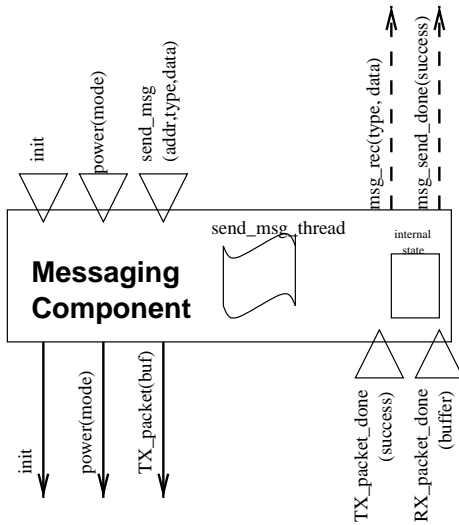 init
power(mode)
send_msg
(addr,type,data)
msg_rec(type, data)
msg_send_done(success)
send_msg_thread
internal
state
Messaging
Component
init
power(mode)
TX_packet(buf)
TX_packet_done
(success)
RX_packet_done
(buffer)